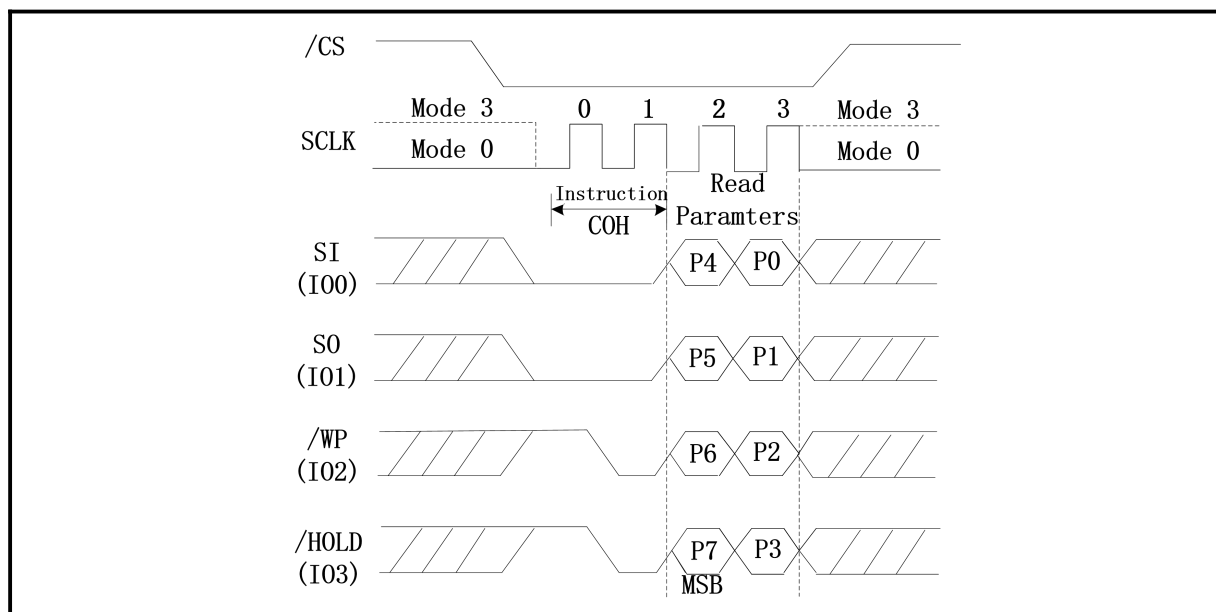 /CS
Mode 3 0 1 2 3 Mode 3
SCLK
Mode 0 Mode 0
Instruction Read
COH Paramters
SI P4 P0
(IO0)
SO P5 P1
(IO1)
/WP P6 P2
(IO2)
/HOLD P7 P3
(IO3) MSB